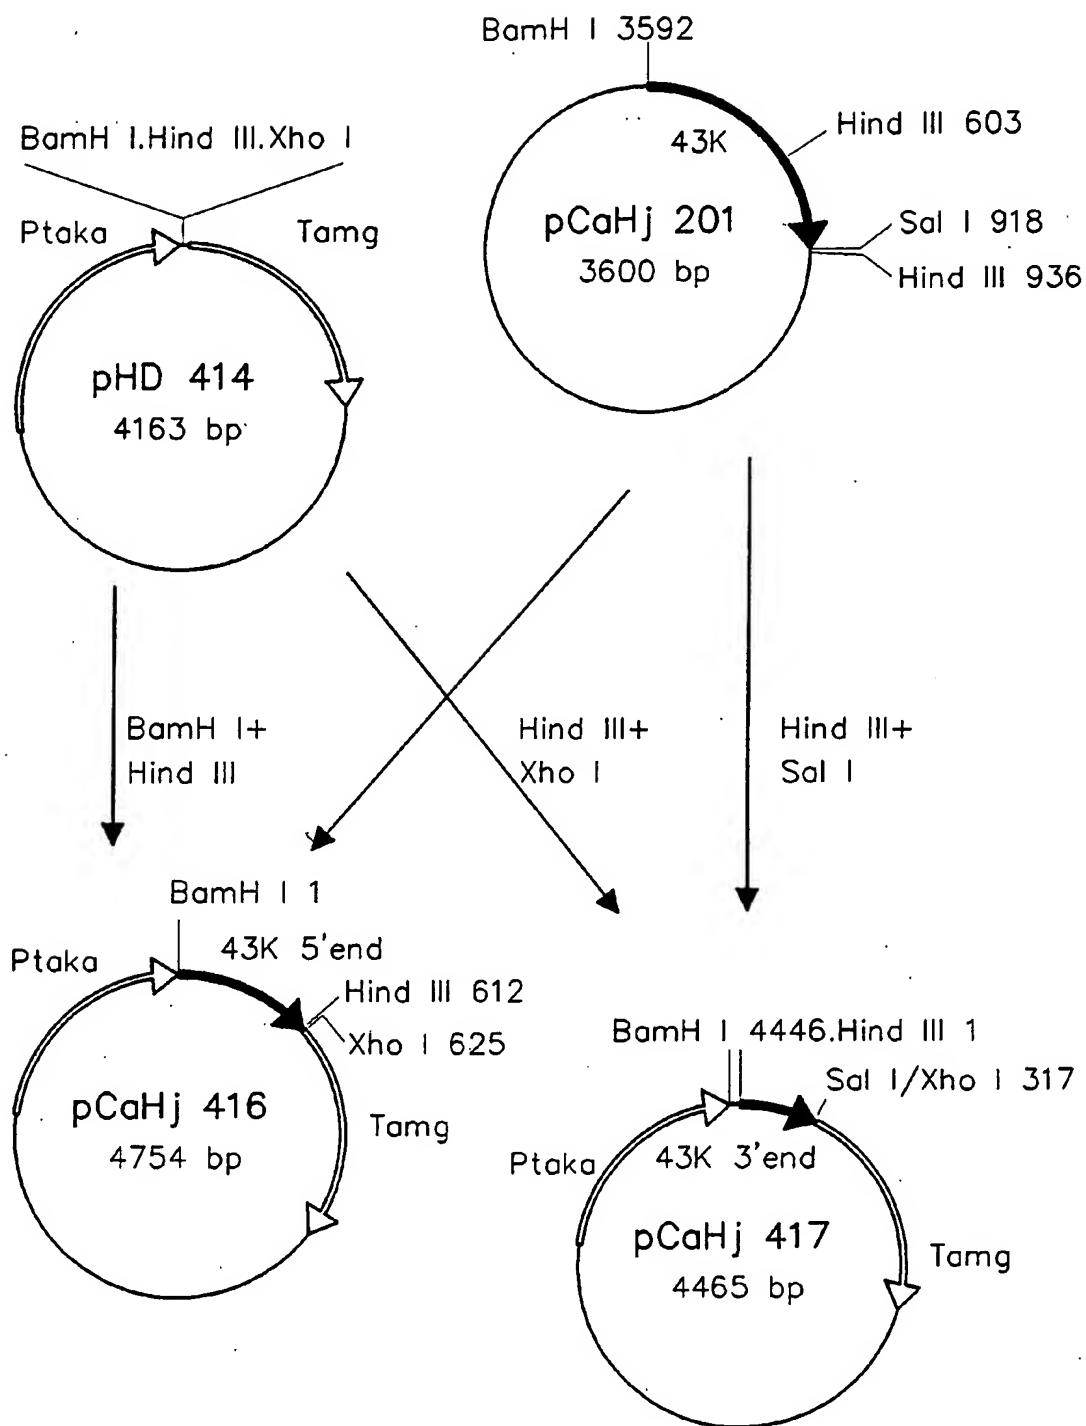 BamH I 3592
BamH I.Hind III.Xho I
Hind III 603
43K
Ptaka
Tamg
pCaHj 201
3600 bp
Sal I 918
Hind III 936
pHD 414
4163 bp
BamH I+
Hind III
Hind III+
Xho I
Hind III+
Sal I
BamH I 1
43K 5'end
Ptaka
Hind III 612
Xho I 625
pCaHj 416
4754 bp
Tamg
BamH I 4446.Hind III 1
Sal I/Xho I 317
Ptaka
43K 3'end
pCaHj 417
4465 bp
Tamg